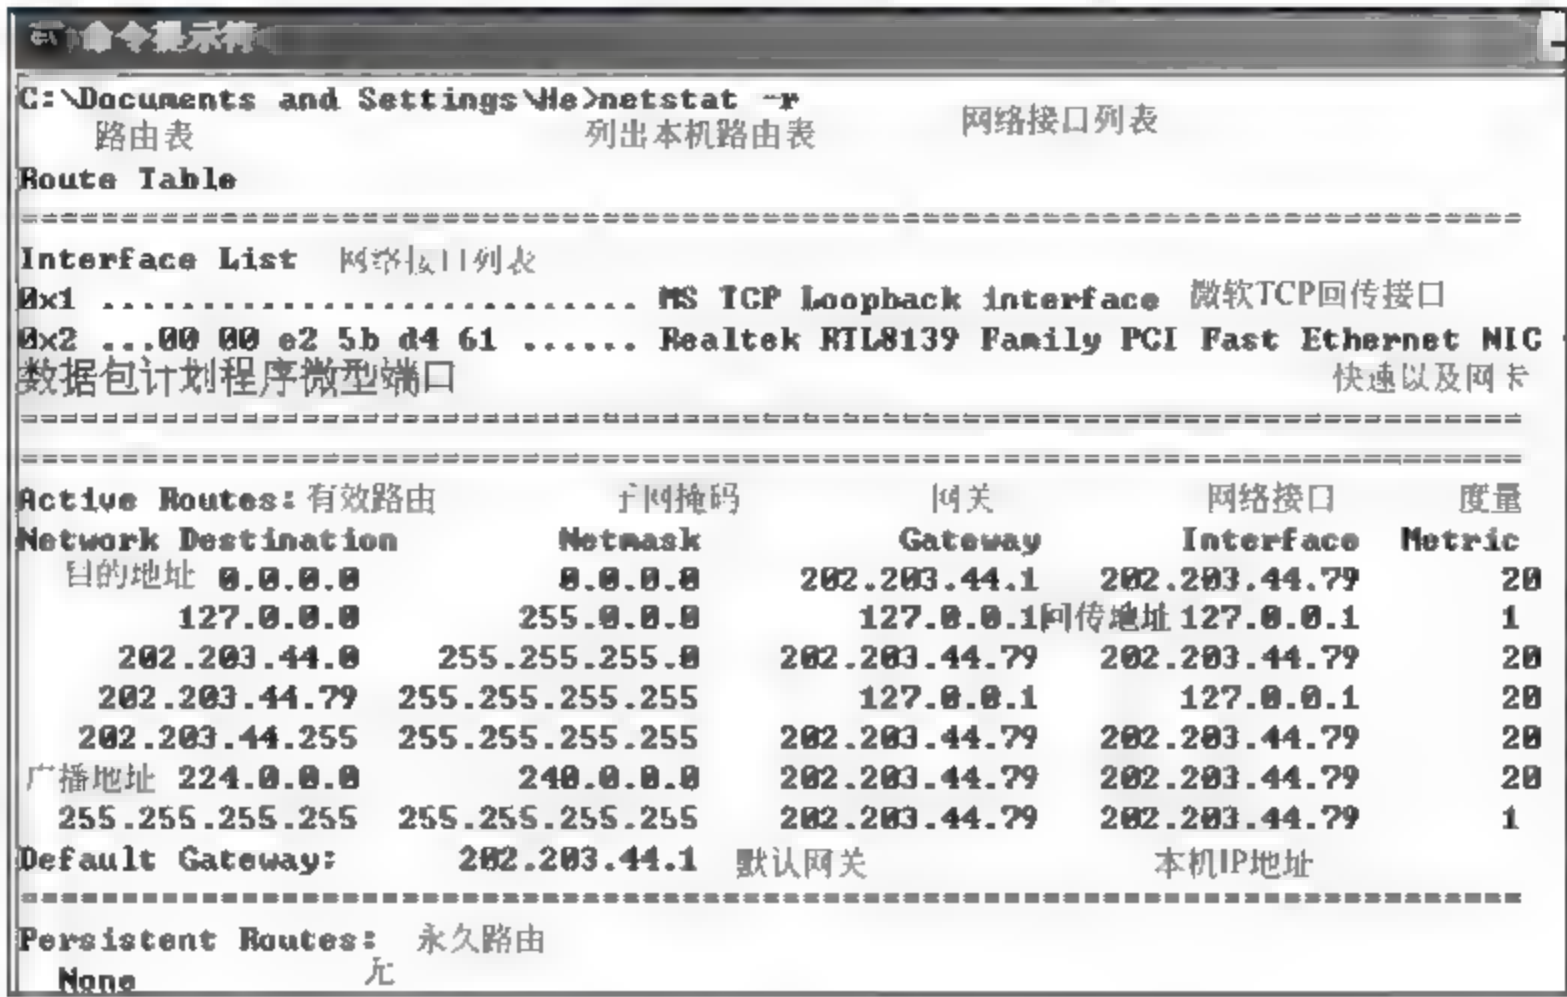 命令提示符
C:\Documents and Settings\He>netstat -r
路由表 列出本机路由表 网络接口列表
Route Table
Interface List 网络接口列表
0x1 ........................... MS TCP Loopback interface 微软TCP回传接口
0x2 ...00 00 e2 5b d4 61 ...... Realtek RTL8139 Family PCI Fast Ethernet NIC -
数据包计划程序微型端口 快速以及网卡
Active Routes: 有效路由 子网掩码 网关 网络接口 度量
Network Destination Netmask Gateway Interface Metric
目的地址 0.0.0.0 0.0.0.0 202.203.44.1 202.203.44.79 20
127.0.0.0 255.0.0.0 127.0.0.1 回传地址 127.0.0.1 1
202.203.44.0 255.255.255.0 202.203.44.79 202.203.44.79 20
202.203.44.79 255.255.255.255 127.0.0.1 127.0.0.1 20
202.203.44.255 255.255.255.255 202.203.44.79 202.203.44.79 20
广播地址 224.0.0.0 240.0.0.0 202.203.44.79 202.203.44.79 20
255.255.255.255 255.255.255.255 202.203.44.79 202.203.44.79 1
Default Gateway: 202.203.44.1 默认网关 本机IP地址
Persistent Routes: 永久路由
None 无